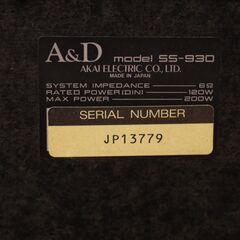 A&D model SS-930
AKAI ELECTRIC CO., LTD.
MADE IN JAPAN
SYSTEM IMPEDANCE 6Ω
RATED POWER(DIN) 120W
MAX POWER 200W
SERIAL NUMBER
JP13779